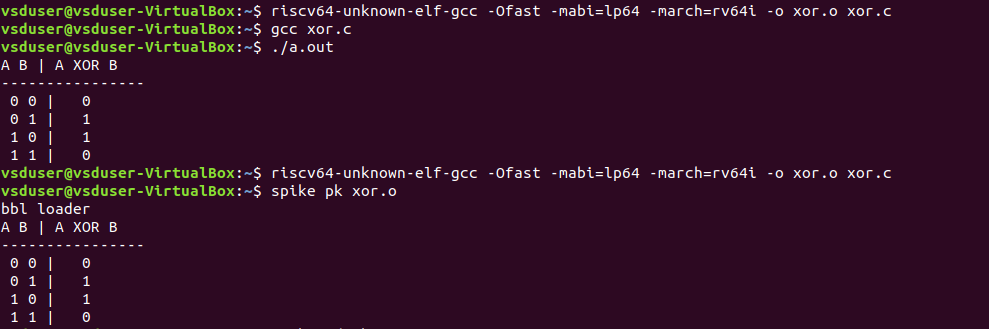 vsduser@vsduser-VirtualBox:~$ riscv64-unknown-elf-gcc -Ofast -mabi=lp64 -march=rv64i -o xor.o xor.c
vsduser@vsduser-VirtualBox:~$ gcc xor.c
vsduser@vsduser-VirtualBox:~$ ./a.out
A B | A XOR B
----------------
 0 0 |   0
 0 1 |   1
 1 0 |   1
 1 1 |   0
vsduser@vsduser-VirtualBox:~$ riscv64-unknown-elf-gcc -Ofast -mabi=lp64 -march=rv64i -o xor.o xor.c
vsduser@vsduser-VirtualBox:~$ spike pk xor.o
bbl loader
A B | A XOR B
----------------
 0 0 |   0
 0 1 |   1
 1 0 |   1
 1 1 |   0